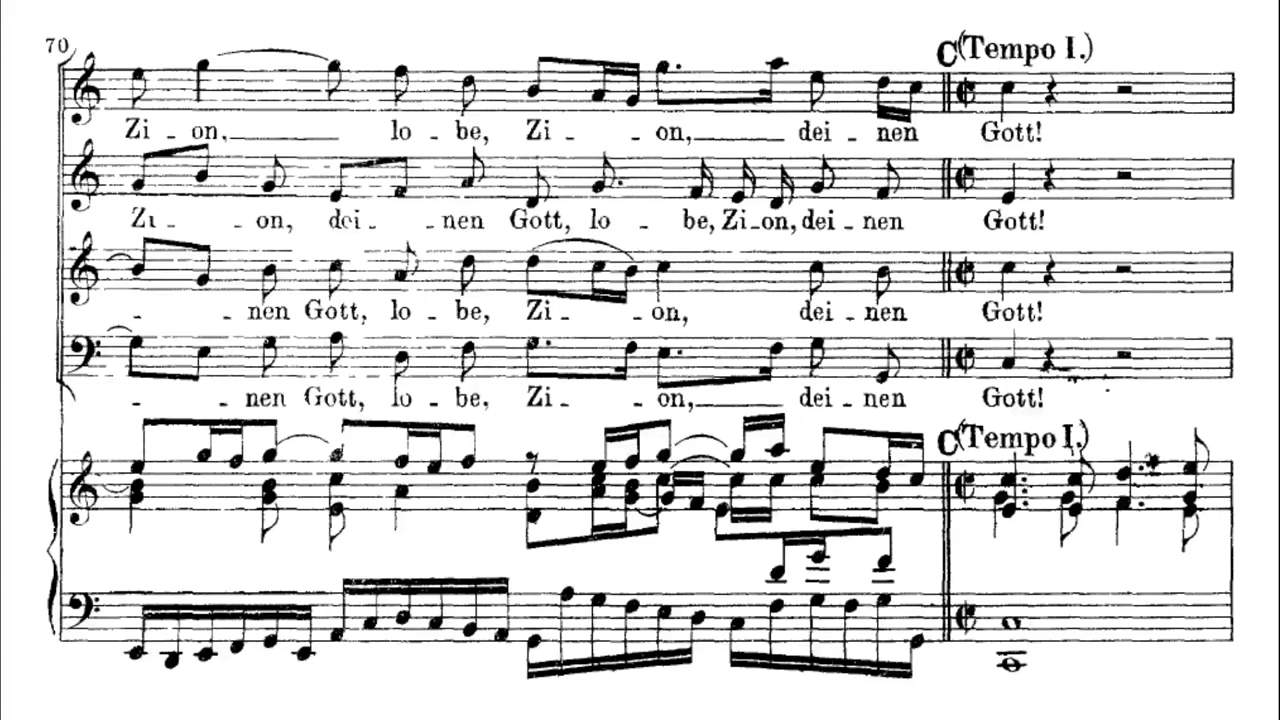 70
C (Tempo I.)
Zi - on, lo - be, Zi - on, dei - nen Gott!
Zi - on, dei - nen Gott, lo - be, Zi - on, dei - nen Gott!
- nen Gott, lo - be, Zi - on, dei - nen Gott!
- nen Gott, lo - be, Zi - on, dei - nen Gott!
C (Tempo I.)